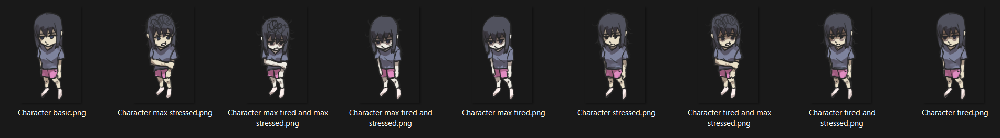 Character basic.png
Character max stressed.png
Character max tired and max
stressed.png
Character max tired and
stressed.png
Character max tired.png
Character stressed.png
Character tired and max
stressed.png
Character tired and
stressed.png
Character tired.png